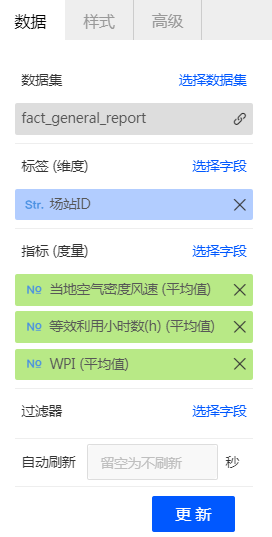 数据 样式 高级
数据集 选择数据集
fact_general_report
标签 (维度) 选择字段
Str. 场站ID
指标 (度量) 选择字段
No 当地空气密度风速 (平均值)
No 等效利用小时数(h) (平均值)
No WPI (平均值)
过滤器 选择字段
自动刷新 留空为不刷新 秒
更 新